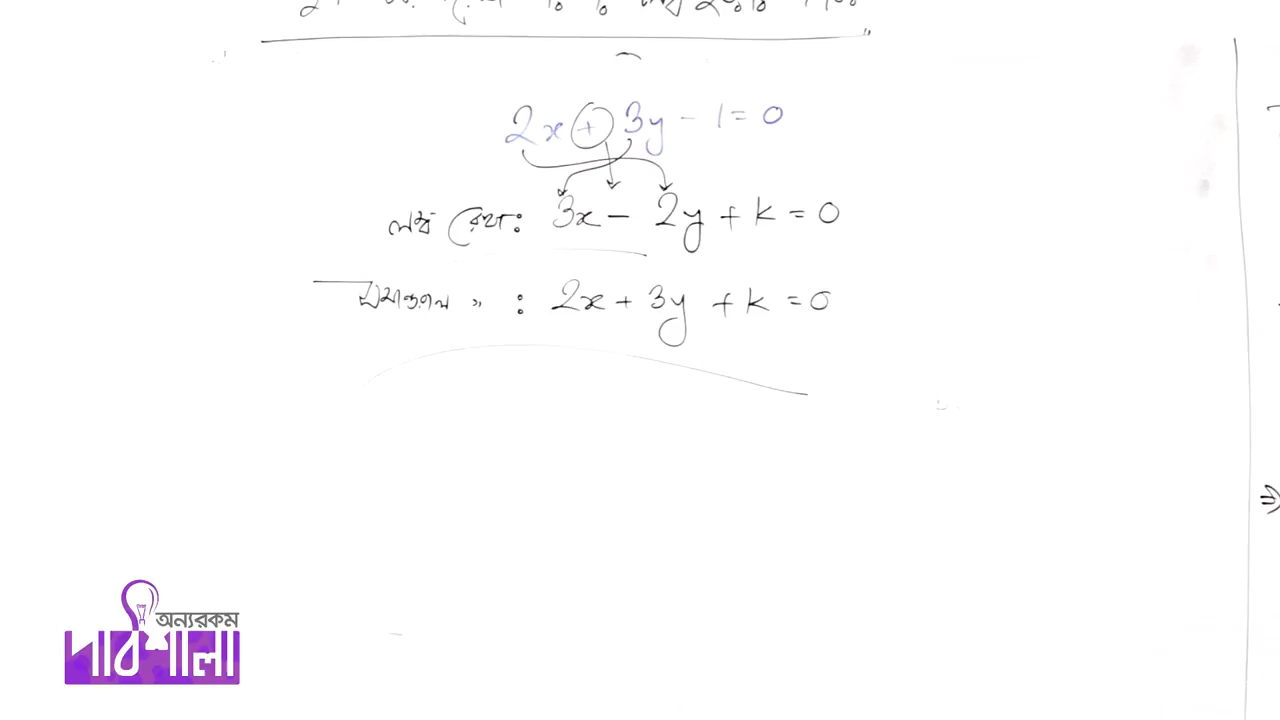 2x + 3y - 1 = 0
লম্ব রেখা: 3x - 2y + k = 0
সমান্তরাল " : 2x + 3y + k = 0
অন্যরকম
পাঠশালা